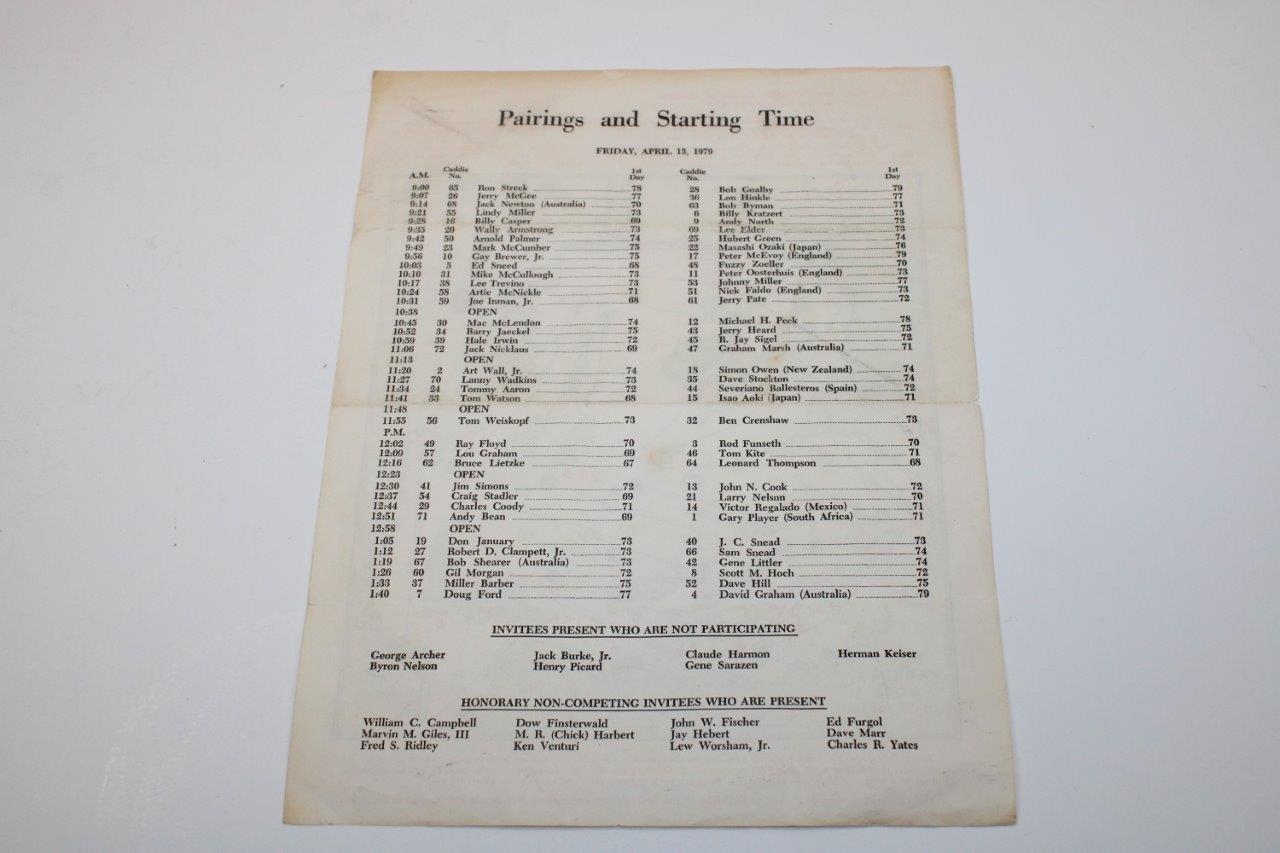 Pairings and Starting Time
FRIDAY, APRIL 13, 1979
A.M. Caddie No. 1st Day Caddie No. 1st Day
9:00 65 Ron Streck 78 28 Bob Goalby 79
9:07 26 Jerry McGee 77 36 Lon Hinkle 77
9:14 68 Jack Newton (Australia) 70 63 Bob Byman 71
9:21 55 Lindy Miller 73 6 Billy Kratzert 73
9:28 16 Billy Casper 69 9 Andy North 72
9:35 20 Wally Armstrong 73 69 Lee Elder 73
9:42 50 Arnold Palmer 74 25 Hubert Green 74
9:49 23 Mark McCumber 75 22 Masashi Ozaki (Japan) 76
9:56 10 Gay Brewer, Jr. 75 17 Peter McEvoy (England) 79
10:03 5 Ed Sneed 68 48 Fuzzy Zoeller 70
10:10 31 Mike McCullough 73 11 Peter Oosterhuis (England) 73
10:17 38 Lee Trevino 73 53 Johnny Miller 77
10:24 58 Artie McNickle 71 51 Nick Faldo (England) 73
10:31 59 Joe Inman, Jr. 68 61 Jerry Pate 72
10:38 OPEN
10:45 30 Mac McLendon 74 12 Michael H. Peck 78
10:52 34 Barry Jaeckel 75 43 Jerry Heard 75
10:59 39 Hale Irwin 72 45 R. Jay Sigel 72
11:06 72 Jack Nicklaus 69 47 Graham Marsh (Australia) 71
11:13 OPEN
11:20 2 Art Wall, Jr. 74 18 Simon Owen (New Zealand) 74
11:27 70 Lanny Wadkins 73 35 Dave Stockton 74
11:34 24 Tommy Aaron 72 44 Severiano Ballesteros (Spain) 72
11:41 33 Tom Watson 68 15 Isao Aoki (Japan) 71
11:48 OPEN
11:55 56 Tom Weiskopf 73 32 Ben Crenshaw 73
P.M.
12:02 49 Ray Floyd 70 3 Rod Funseth 70
12:09 57 Lou Graham 69 46 Tom Kite 71
12:16 62 Bruce Lietzke 67 64 Leonard Thompson 68
12:23 OPEN
12:30 41 Jim Simons 72 13 John N. Cook 72
12:37 54 Craig Stadler 69 21 Larry Nelson 70
12:44 29 Charles Coody 71 14 Victor Regalado (Mexico) 71
12:51 71 Andy Bean 69 1 Gary Player (South Africa) 71
12:58 OPEN
1:05 19 Don January 73 40 J. C. Snead 73
1:12 27 Robert D. Clampett, Jr. 73 66 Sam Snead 74
1:19 67 Bob Shearer (Australia) 73 42 Gene Littler 74
1:26 60 Gil Morgan 72 8 Scott M. Hoch 72
1:33 37 Miller Barber 75 52 Dave Hill 75
1:40 7 Doug Ford 77 4 David Graham (Australia) 79
INVITEES PRESENT WHO ARE NOT PARTICIPATING
George Archer Jack Burke, Jr. Claude Harmon Herman Keiser
Byron Nelson Henry Picard Gene Sarazen
HONORARY NON-COMPETING INVITEES WHO ARE PRESENT
William C. Campbell Dow Finsterwald John W. Fischer Ed Furgol
Marvin M. Giles, III M. R. (Chick) Harbert Jay Hebert Dave Marr
Fred S. Ridley Ken Venturi Lew Worsham, Jr. Charles R. Yates